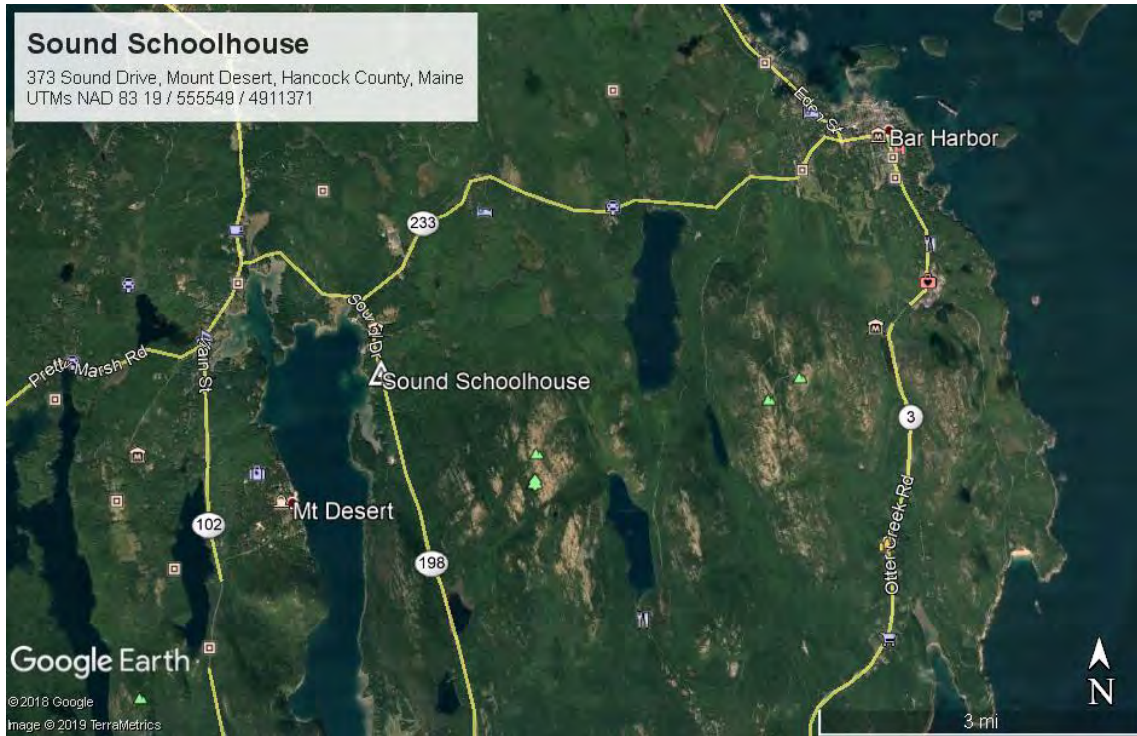 Sound Schoolhouse
373 Sound Drive, Mount Desert, Hancock County, Maine
UTMs NAD 83 19 / 555549 / 4911371
Eden St
Bar Harbor
233
Sound Dr
Pretty Marsh Rd
Main St
Sound Schoolhouse
3
Mt Desert
102
198
Otter Creek Rd
Google Earth
N
© 2018 Google
Image © 2019 TerraMetrics
3 mi